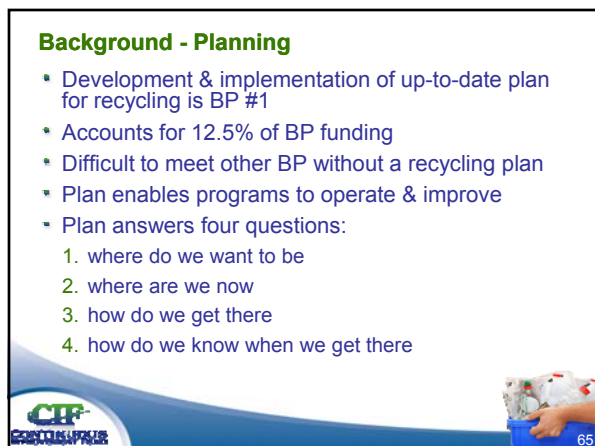 Background - Planning
• Development & implementation of up-to-date plan
for recycling is BP #1
• Accounts for 12.5% of BP funding
• Difficult to meet other BP without a recycling plan
• Plan enables programs to operate & improve
• Plan answers four questions:
1. where do we want to be
2. where are we now
3. how do we get there
4. how do we know when we get there
CIF
65